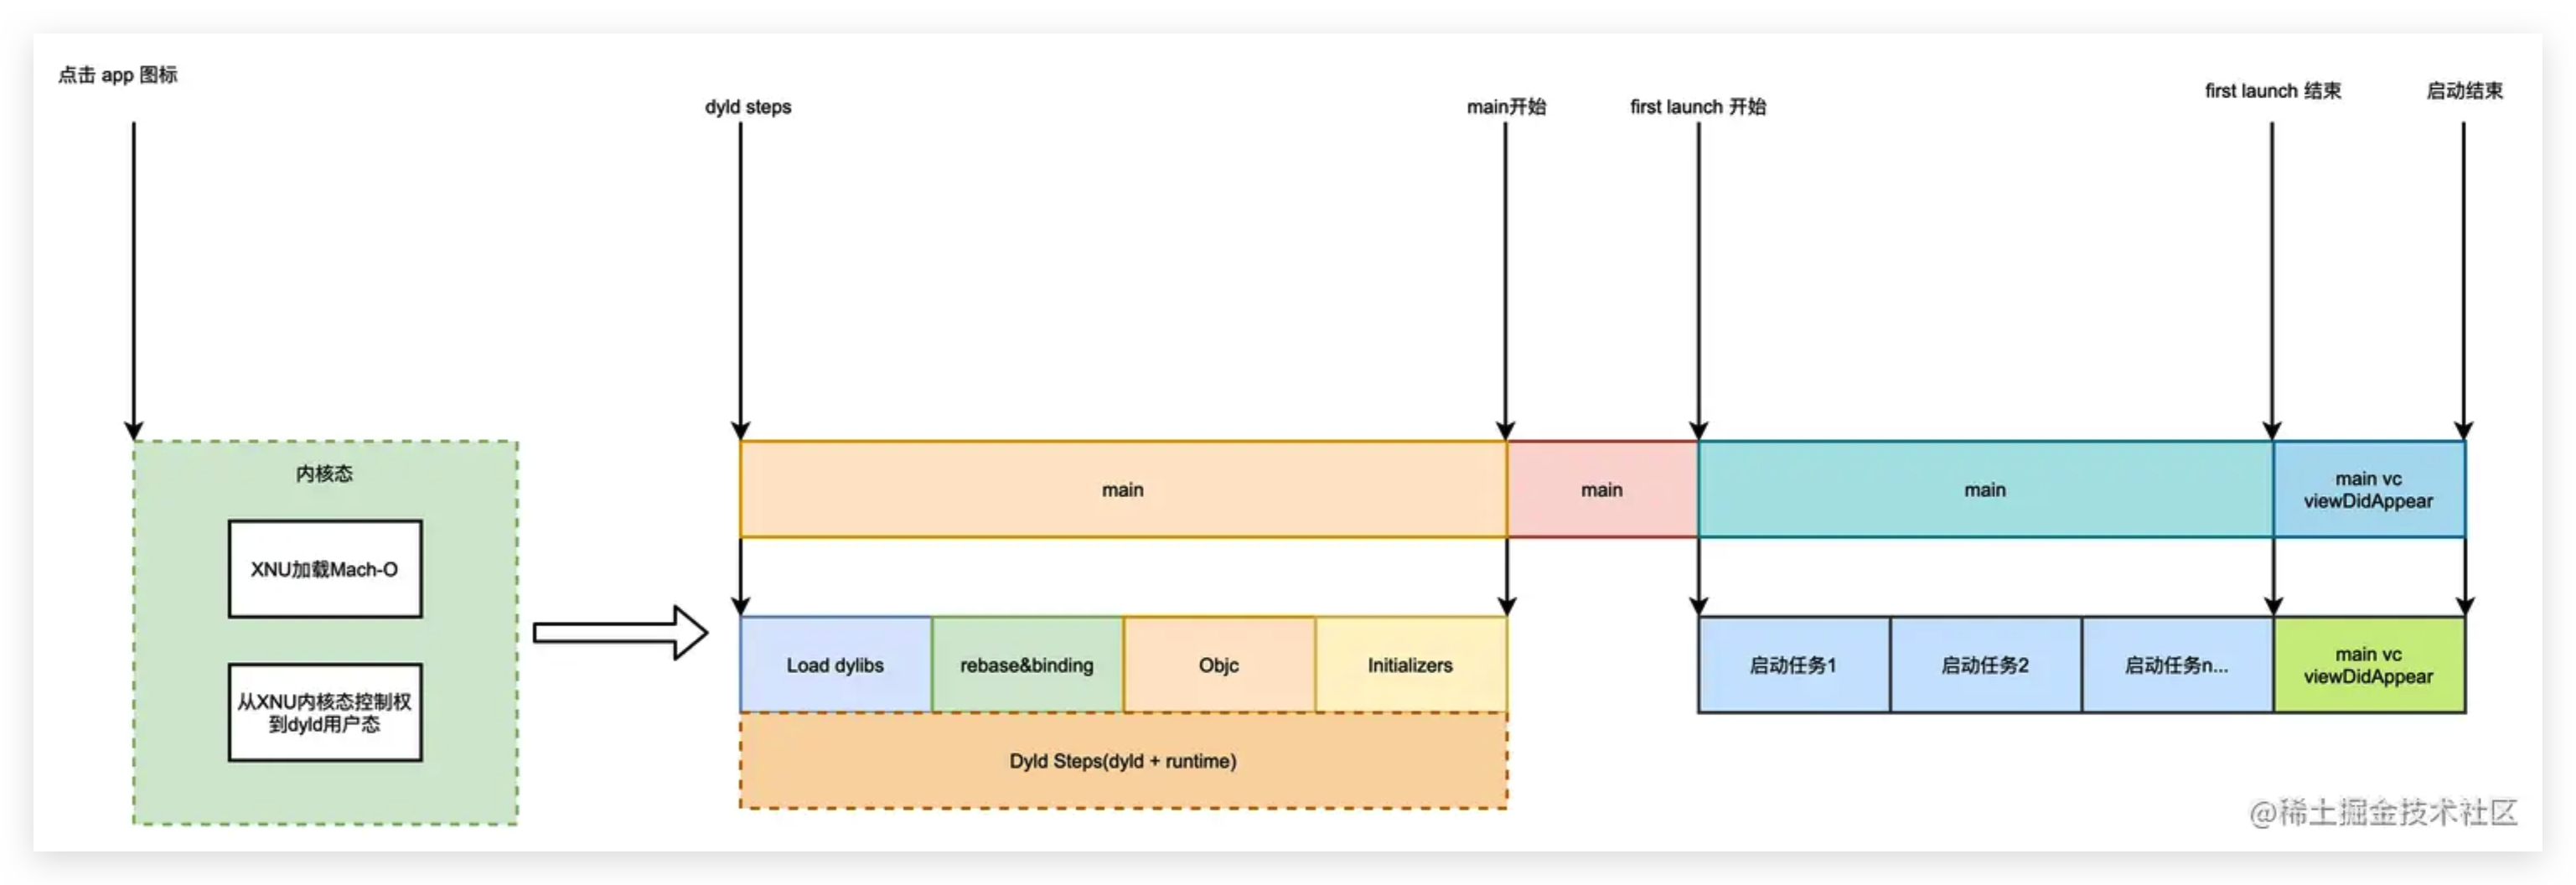 点击 app 图标
dyld steps
main开始
first launch 开始
first launch 结束
启动结束
内核态
XNU加载Mach-O
从XNU内核态控制权
到dyld用户态
main
main
main
main vc
viewDidAppear
Load dylibs
rebase&binding
Objc
Initializers
Dyld Steps(dyld + runtime)
启动任务1
启动任务2
启动任务n...
main vc
viewDidAppear
@稀土掘金技术社区